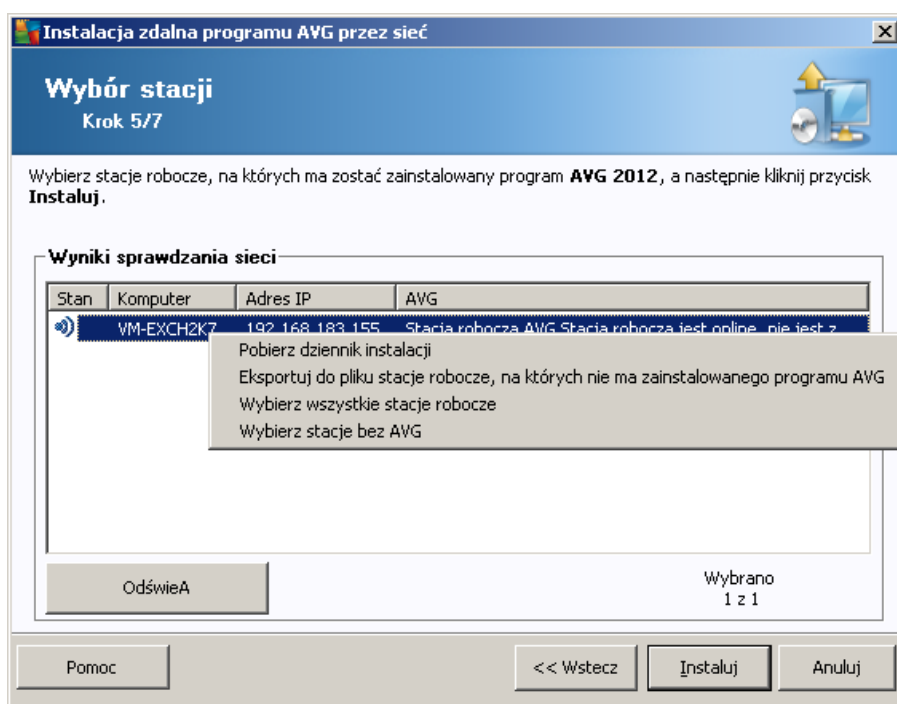 Instalacja zdalna programu AVG przez sieć
Wybór stacji
Krok 5/7
Wybierz stacje robocze, na których ma zostać zainstalowany program AVG 2012, a następnie kliknij przycisk
Instaluj.
Wyniki sprawdzania sieci
Stan Komputer Adres IP AVG
VM-EXCH2K7 192.168.183.155 Stacja robocza AVG Stacja robocza jest online, nie jest z...
Pobierz dziennik instalacji
Eksportuj do pliku stacje robocze, na których nie ma zainstalowanego programu AVG
Wybierz wszystkie stacje robocze
Wybierz stacje bez AVG
OdświeA
Wybrano
1 z 1
Pomoc << Wstecz Instaluj Anuluj